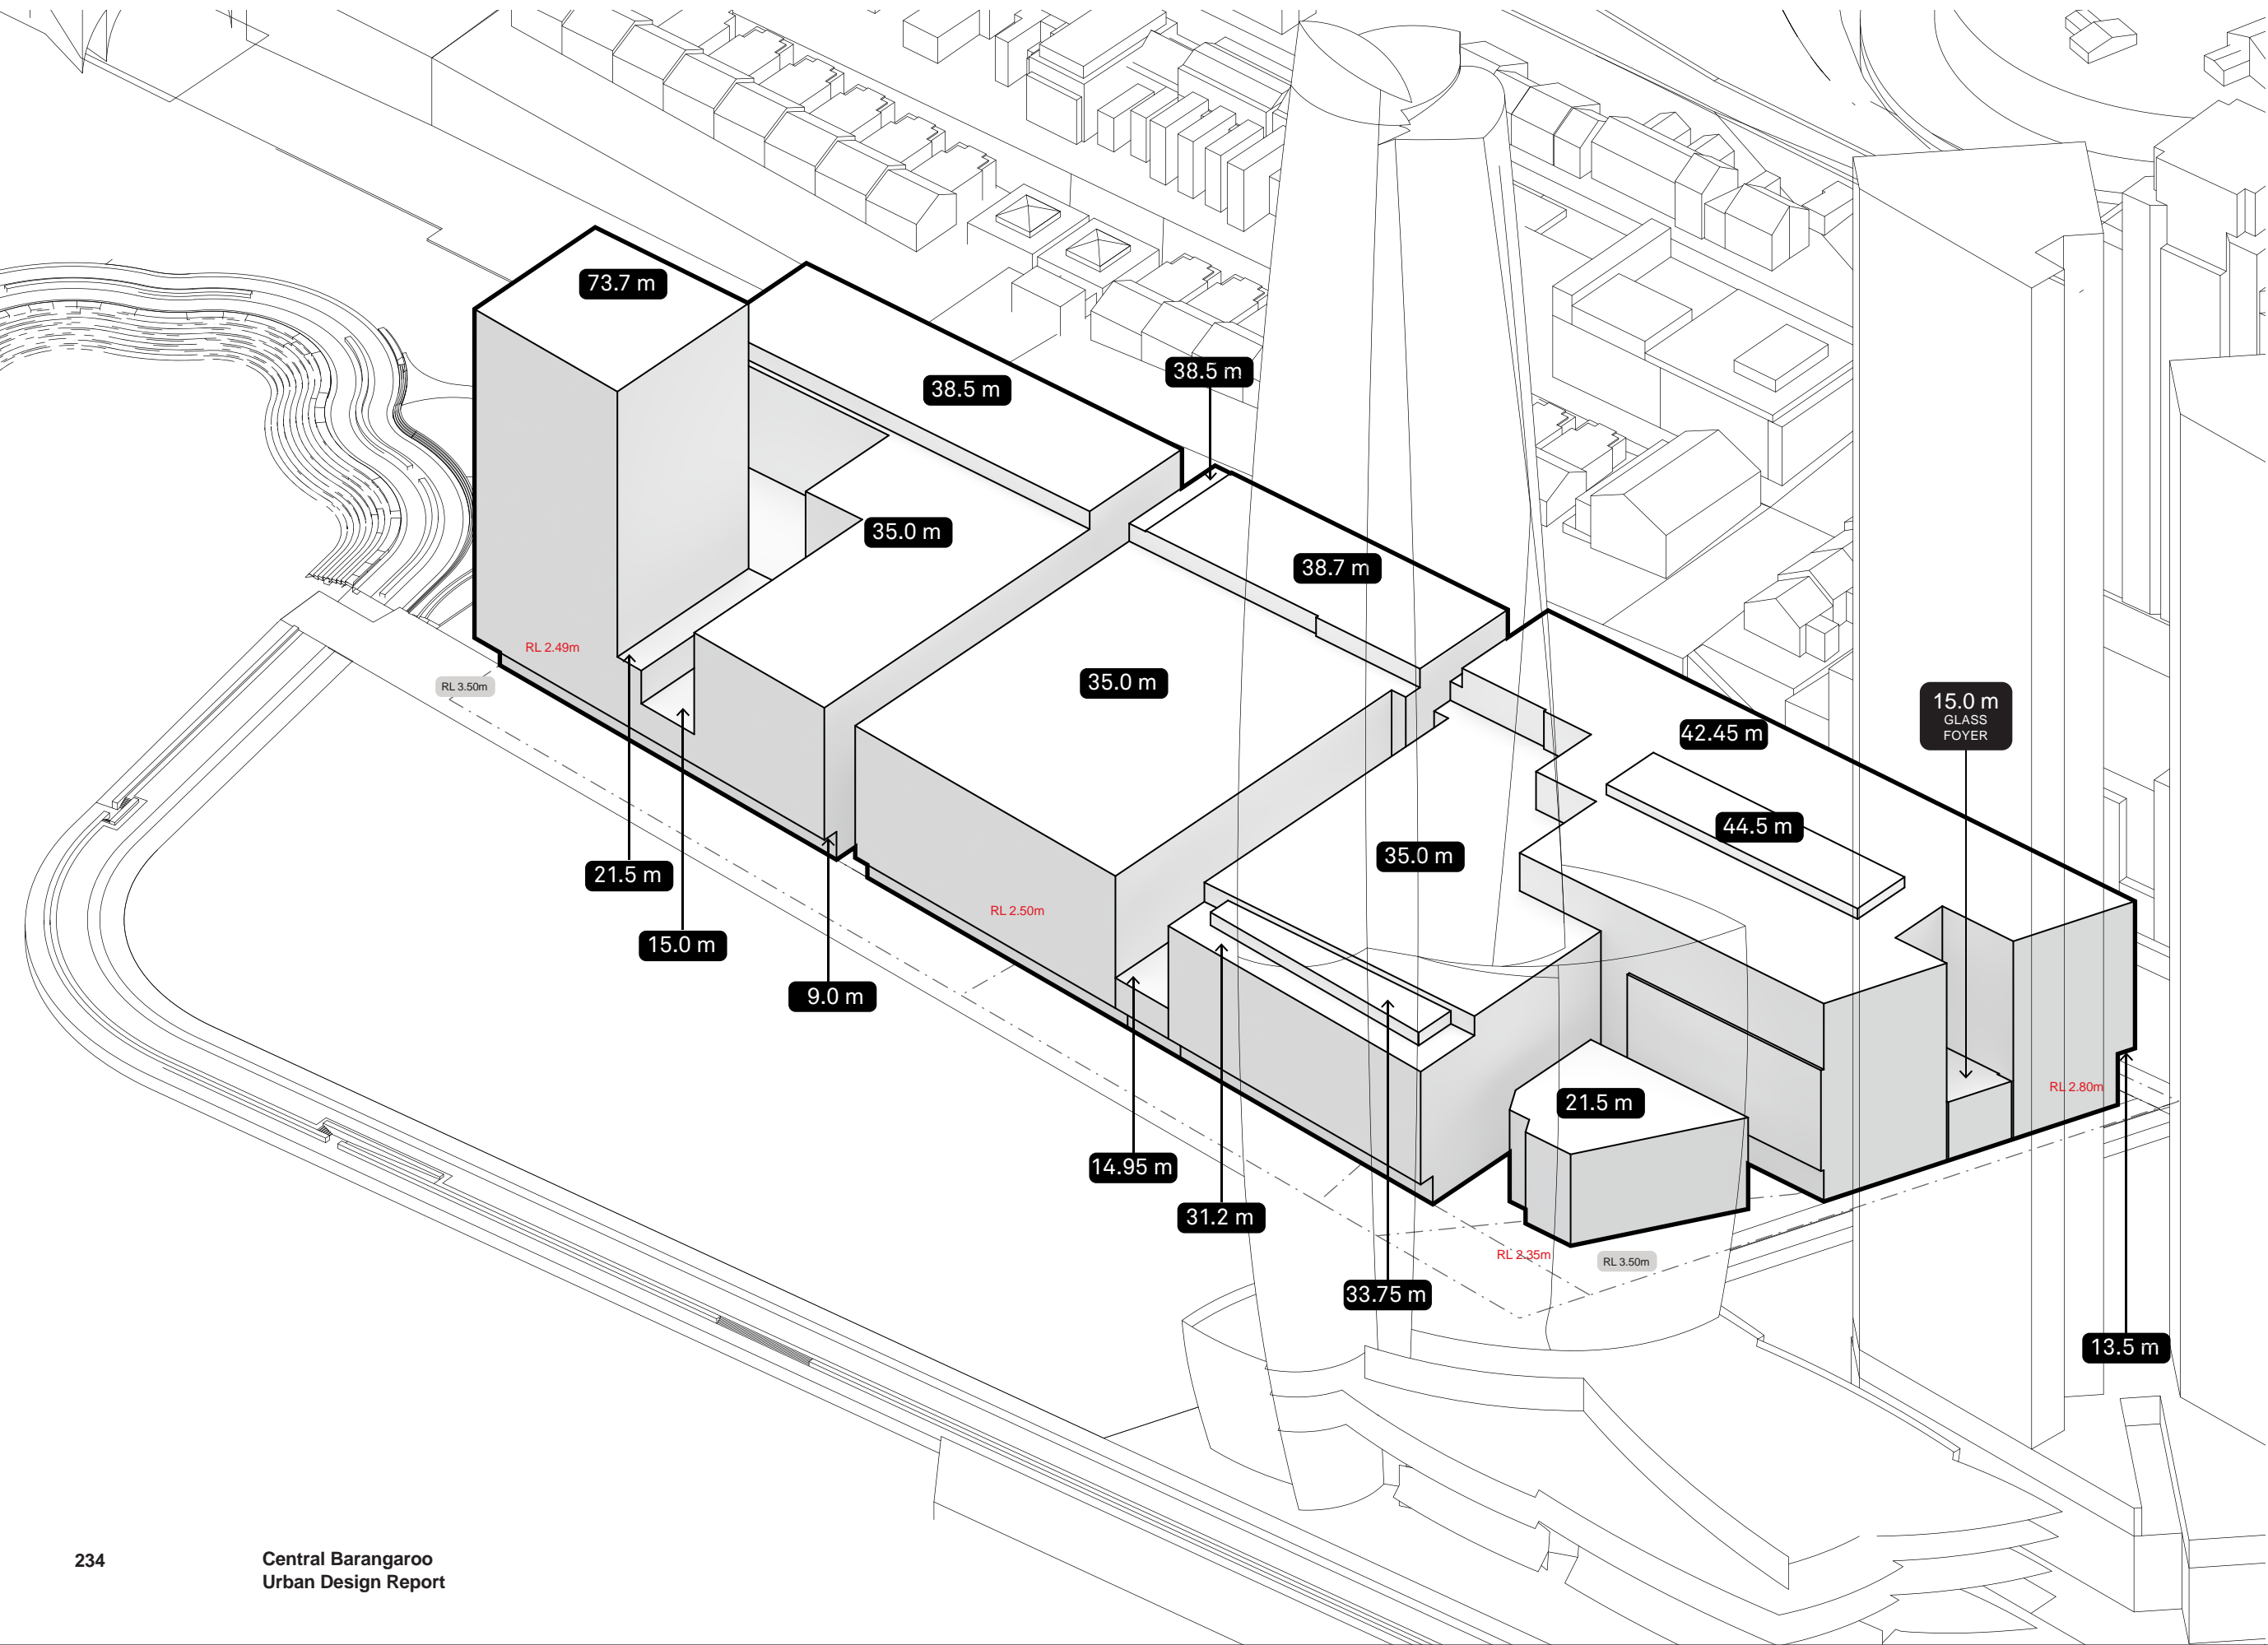 73.7 m
38.5 m
38.5 m
35.0 m
38.7 m
RL 2.49m
RL 3.50m
35.0 m
42.45 m
15.0 m
GLASS
FOYER
44.5 m
35.0 m
21.5 m
RL 2.50m
15.0 m
9.0 m
RL 2.80m
21.5 m
14.95 m
31.2 m
RL 2.35m
RL 3.50m
33.75 m
13.5 m
234
Central Barangaroo
Urban Design Report